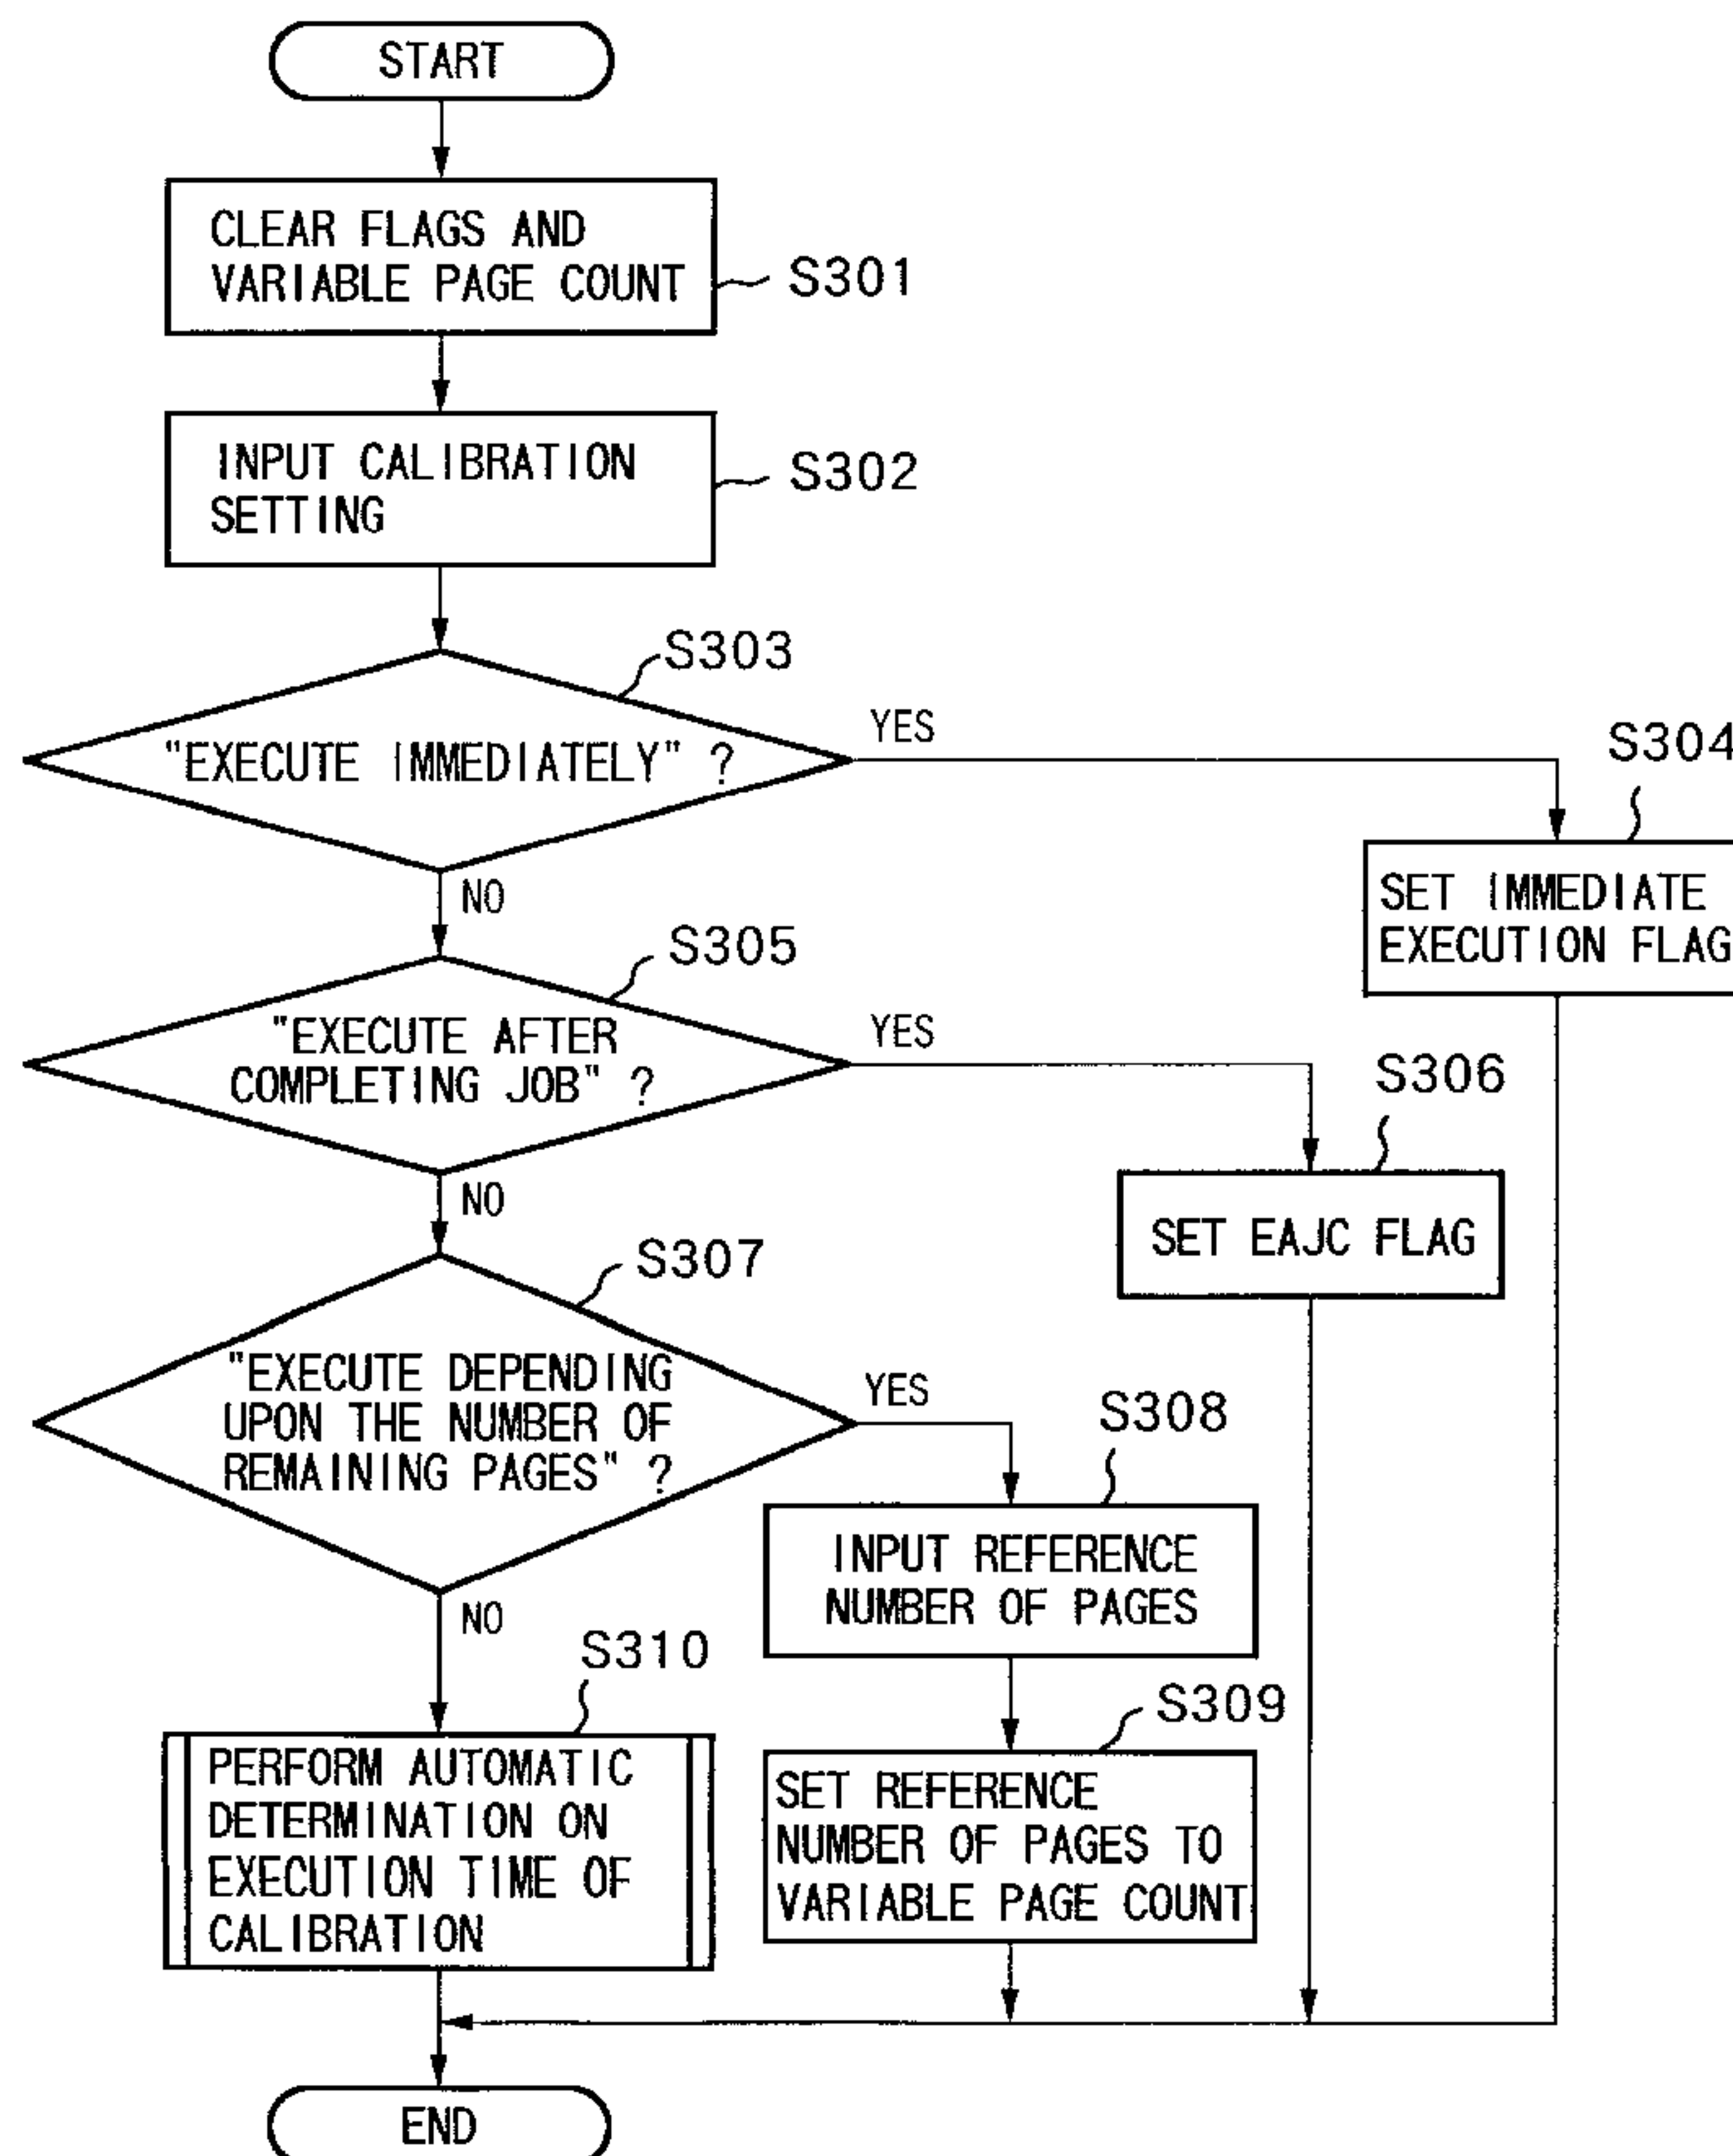 START
CLEAR FLAGS AND
VARIABLE PAGE COUNT
S301
INPUT CALIBRATION
SETTING
S302
S303
"EXECUTE IMMEDIATELY" ?
YES
NO
S304
SET IMMEDIATE
EXECUTION FLAG
S305
"EXECUTE AFTER
COMPLETING JOB" ?
YES
NO
S306
SET EAJC FLAG
S307
"EXECUTE DEPENDING
UPON THE NUMBER OF
REMAINING PAGES" ?
YES
NO
S308
INPUT REFERENCE
NUMBER OF PAGES
S309
SET REFERENCE
NUMBER OF PAGES TO
VARIABLE PAGE COUNT
S310
PERFORM AUTOMATIC
DETERMINATION ON
EXECUTION TIME OF
CALIBRATION
END